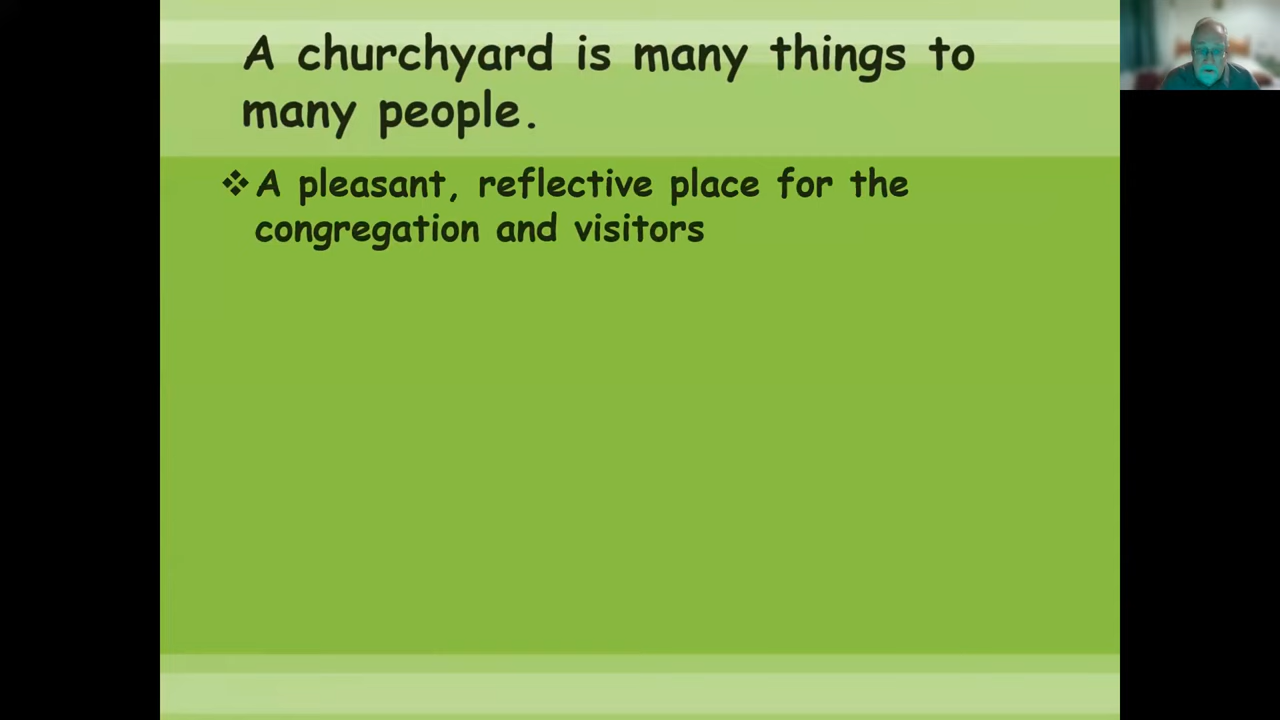 A churchyard is many things to
many people.
❖A pleasant, reflective place for the
congregation and visitors